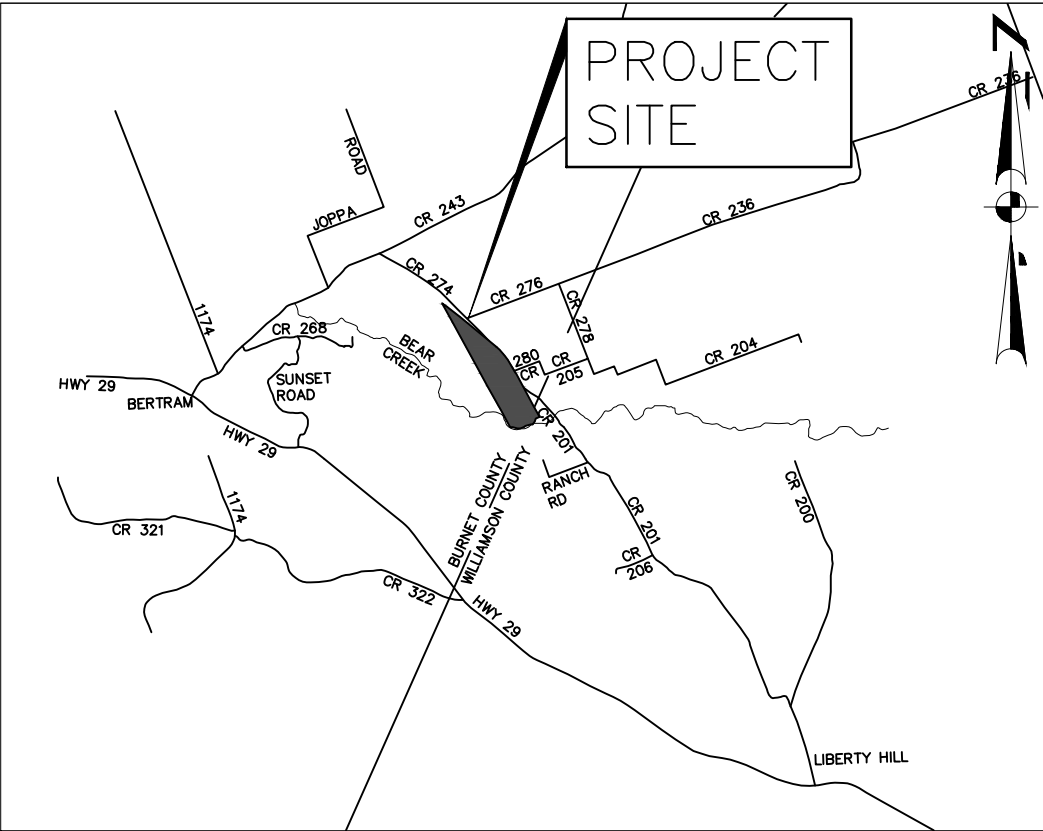 PROJECT
SITE
N
CR 236
ROAD
JOPPA
CR 243
CR 236
CR 274
CR 276
CR 278
1174
CR 268
BEAR
CREEK
280
CR
CR
205
CR 204
HWY 29
SUNSET
ROAD
BERTRAM
CR 201
HWY 29
BURNET COUNTY
WILLIAMSON COUNTY
RANCH
RD
CR 200
1174
CR 201
CR 321
CR
206
CR 322
HWY 29
LIBERTY HILL